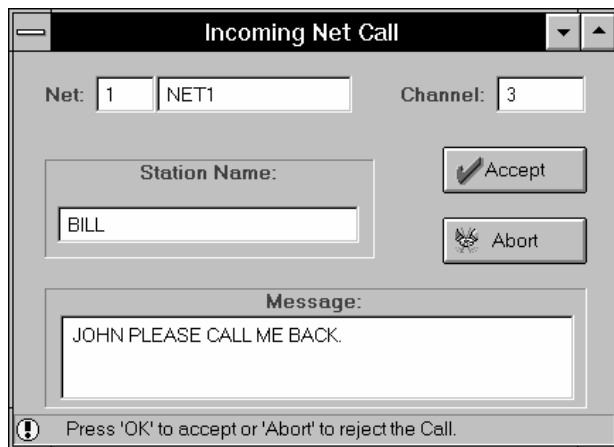 Incoming Net Call
Net: 1 NET1 Channel: 3
Station Name:
BILL
Accept
Abort
Message:
JOHN PLEASE CALL ME BACK.
Press 'OK' to accept or 'Abort' to reject the Call.